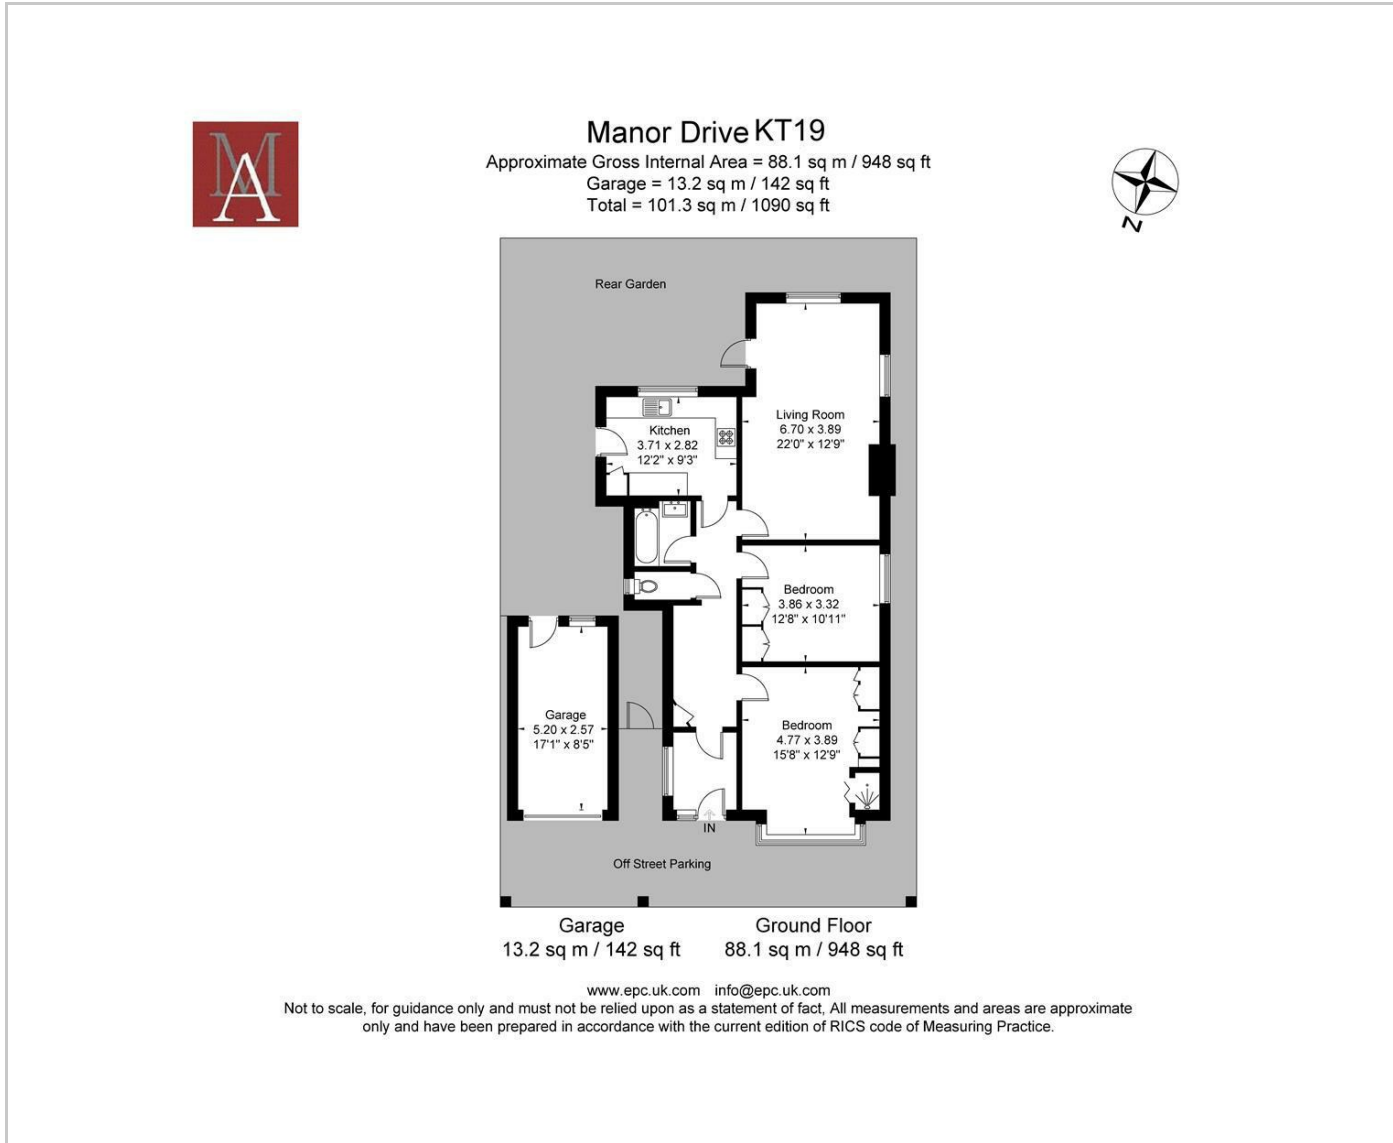 MA
Manor Drive KT19
Approximate Gross Internal Area = 88.1 sq m / 948 sq ft
Garage = 13.2 sq m / 142 sq ft
Total = 101.3 sq m / 1090 sq ft
N
Rear Garden
Living Room
6.70 x 3.89
22'0" x 12'9"
Kitchen
3.71 x 2.82
12'2" x 9'3"
Bedroom
3.86 x 3.32
12'8" x 10'11"
Garage
5.20 x 2.57
17'1" x 8'5"
Bedroom
4.77 x 3.89
15'8" x 12'9"
IN
Off Street Parking
Garage
13.2 sq m / 142 sq ft
Ground Floor
88.1 sq m / 948 sq ft
www.epc.uk.com info@epc.uk.com
Not to scale, for guidance only and must not be relied upon as a statement of fact, All measurements and areas are approximate
only and have been prepared in accordance with the current edition of RICS code of Measuring Practice.